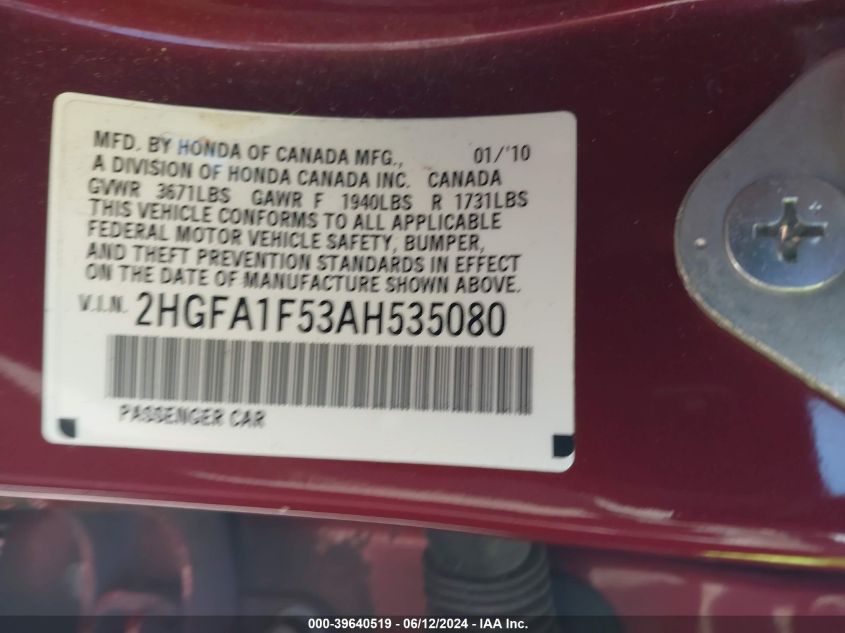 MFD. BY HONDA OF CANADA MFG., 01/'10
A DIVISION OF HONDA CANADA INC. CANADA
GVWR 3671LBS GAWR F 1940LBS R 1731LBS
THIS VEHICLE CONFORMS TO ALL APPLICABLE
FEDERAL MOTOR VEHICLE SAFETY, BUMPER,
AND THEFT PREVENTION STANDARDS IN EFFECT
ON THE DATE OF MANUFACTURE SHOWN ABOVE.
V.I.N. 2HGFA1F53AH535080
PASSENGER CAR
000-39640519 - 06/12/2024 - IAA Inc.